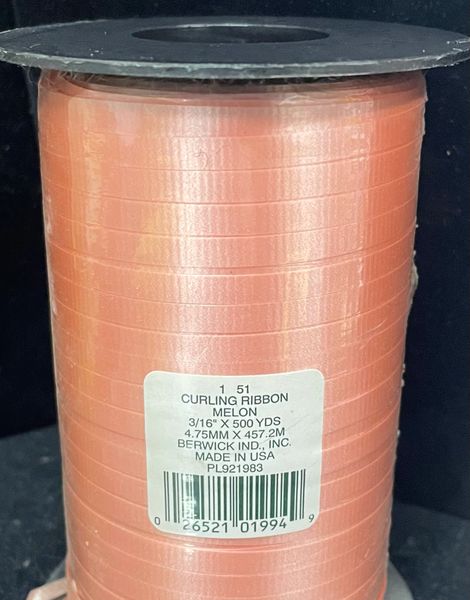 1 51
CURLING RIBBON
MELON
3/16" X 500 YDS
4.75MM X 457.2M
BERWICK IND., INC.
MADE IN USA
PL921983
0 26521 01994 9